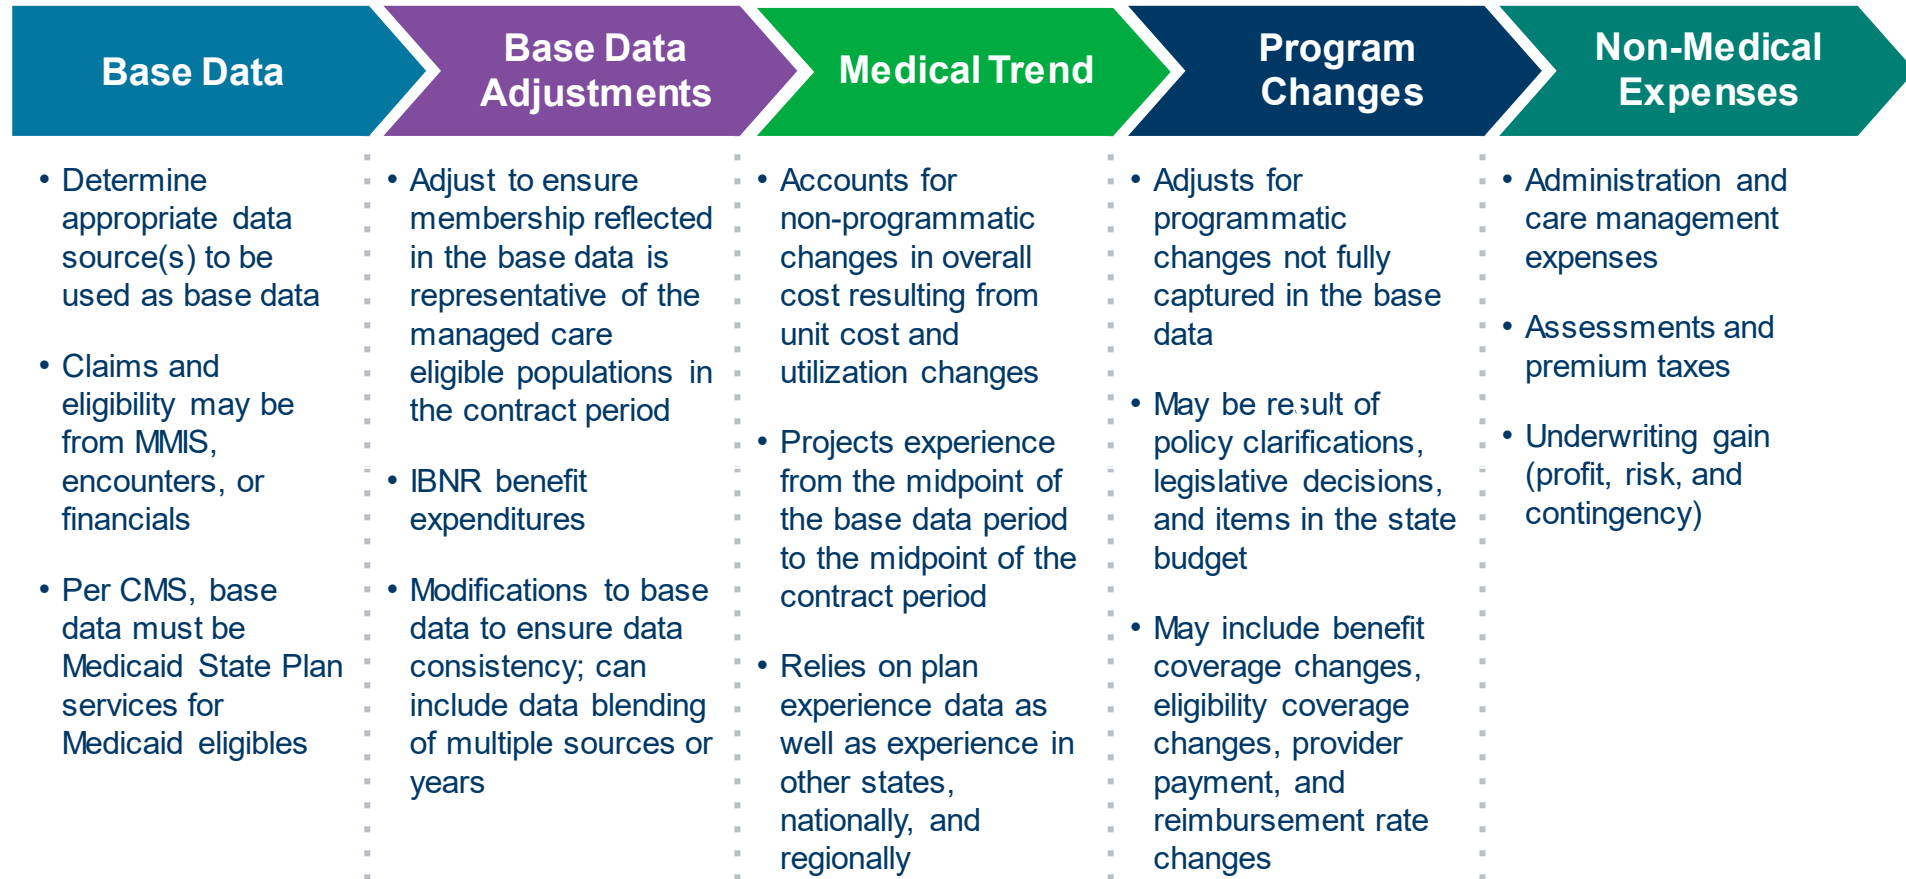 Base Data
Base Data
Adjustments
Medical Trend
Program
Changes
Non-Medical
Expenses
• Determine
appropriate data
source(s) to be
used as base data
• Claims and
eligibility may be
from MMIS,
encounters, or
financials
• Per CMS, base
data must be
Medicaid State Plan
services for
Medicaid eligibles
• Adjust to ensure
membership reflected
in the base data is
representative of the
managed care
eligible populations in
the contract period
• IBNR benefit
expenditures
• Modifications to base
data to ensure data
consistency; can
include data blending
of multiple sources or
years
• Accounts for
non-programmatic
changes in overall
cost resulting from
unit cost and
utilization changes
• Projects experience
from the midpoint of
the base data period
to the midpoint of the
contract period
• Relies on plan
experience data as
well as experience in
other states,
nationally, and
regionally
• Adjusts for
programmatic
changes not fully
captured in the base
data
• May be result of
policy clarifications,
legislative decisions,
and items in the state
budget
• May include benefit
coverage changes,
eligibility coverage
changes, provider
payment, and
reimbursement rate
changes
• Administration and
care management
expenses
• Assessments and
premium taxes
• Underwriting gain
(profit, risk, and
contingency)